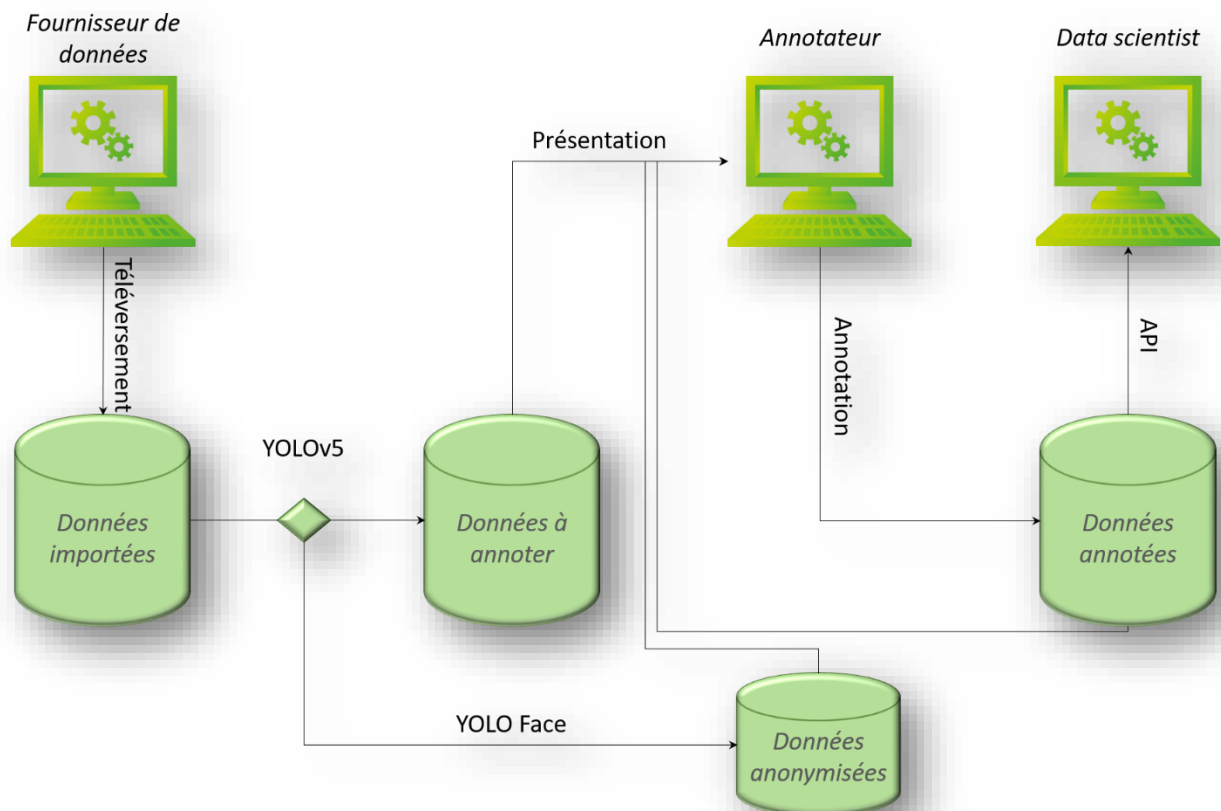 Fournisseur de
données
Annotateur
Data scientist
Présentation
Téléversement
Annotation
API
YOLOv5
Données
importées
Données à
annoter
Données
annotées
YOLO Face
Données
anonymisées